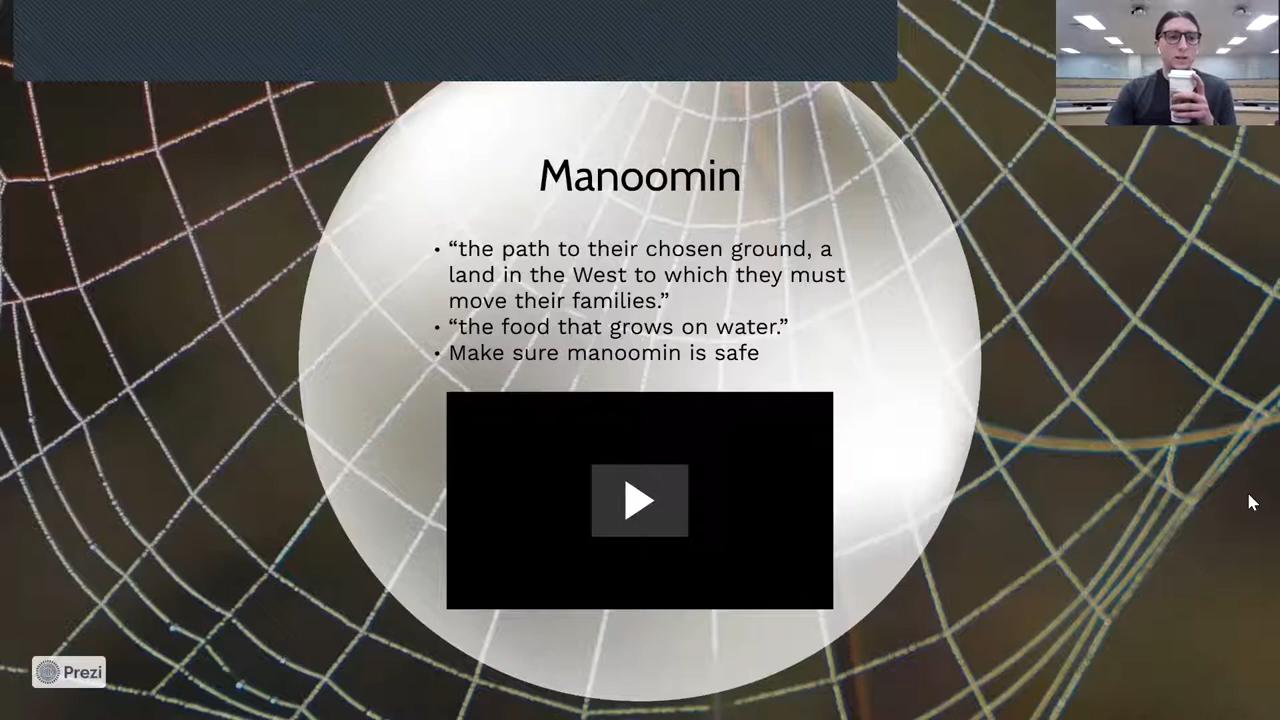 Manoomin
• “the path to their chosen ground, a
land in the West to which they must
move their families.”
• “the food that grows on water.”
• Make sure manoomin is safe
Prezi